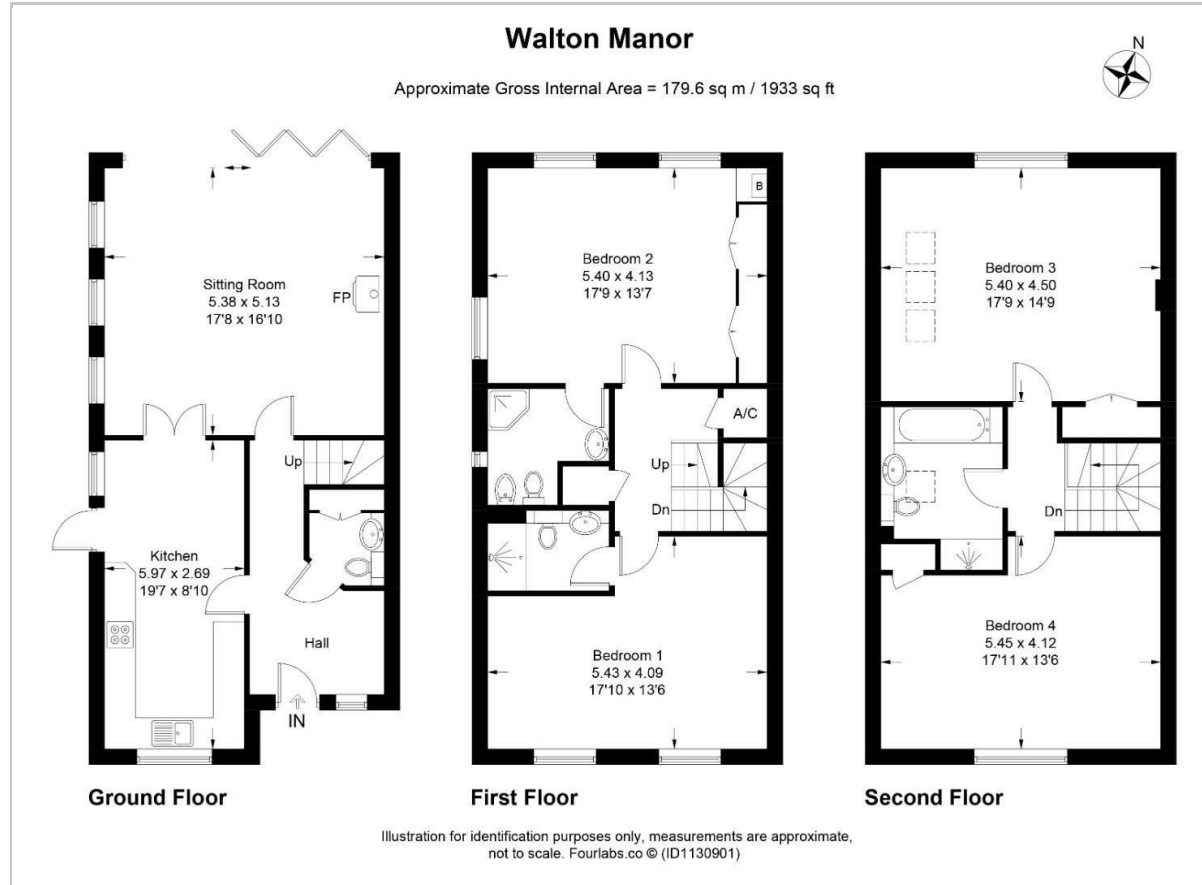 Walton Manor
N
Approximate Gross Internal Area = 179.6 sq m / 1933 sq ft
Sitting Room
5.38 x 5.13
17'8 x 16'10
FP
Up
Kitchen
5.97 x 2.69
19'7 x 8'10
Hall
IN
Ground Floor
B
Bedroom 2
5.40 x 4.13
17'9 x 13'7
A/C
Up
Dn
Bedroom 1
5.43 x 4.09
17'10 x 13'6
First Floor
Bedroom 3
5.40 x 4.50
17'9 x 14'9
Dn
Bedroom 4
5.45 x 4.12
17'11 x 13'6
Second Floor
Illustration for identification purposes only, measurements are approximate,
not to scale. Fourlabs.co © (ID1130901)